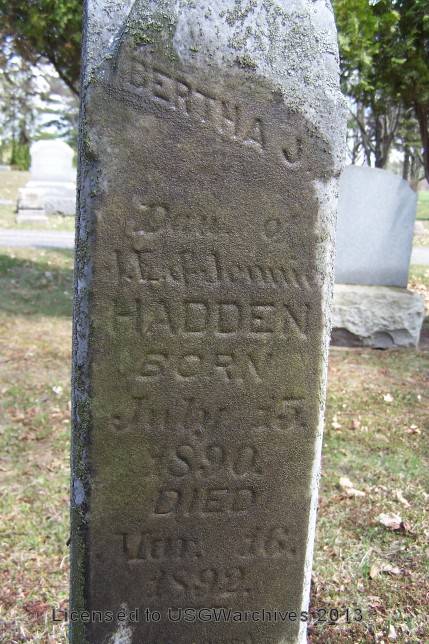 BERTHA J.
Dau. of
J.E. & Jennie
HADDEN
BORN
July 15.
1890.
DIED
Mar. 16.
1892.
Licensed to USGWarchives 2013